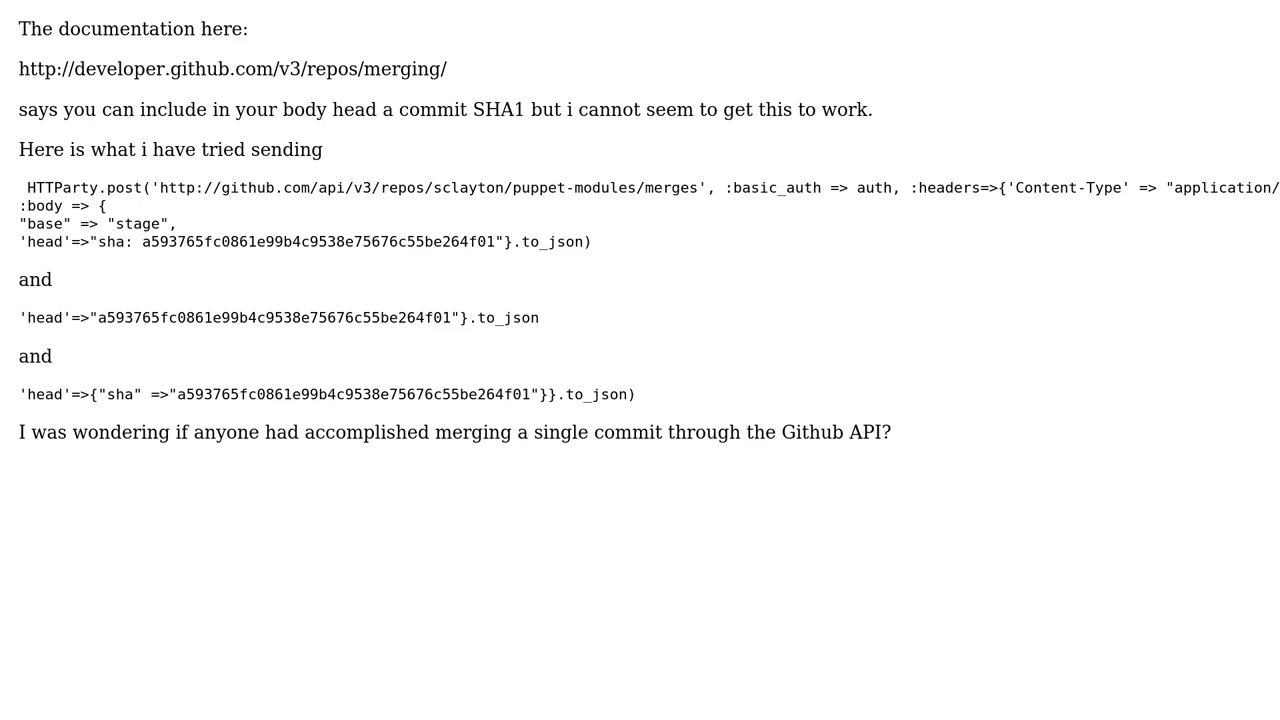 The documentation here:
http://developer.github.com/v3/repos/merging/
says you can include in your body head a commit SHA1 but i cannot seem to get this to work.
Here is what i have tried sending
HTTParty.post('http://github.com/api/v3/repos/sclayton/puppet-modules/merges', :basic_auth => auth, :headers=>{'Content-Type' => "application/
:body => {
"base" => "stage",
'head'=>"sha: a593765fc0861e99b4c9538e75676c55be264f01"}.to_json)
and
'head'=>"a593765fc0861e99b4c9538e75676c55be264f01"}.to_json
and
'head'=>{"sha" =>"a593765fc0861e99b4c9538e75676c55be264f01"}}.to_json)
I was wondering if anyone had accomplished merging a single commit through the Github API?